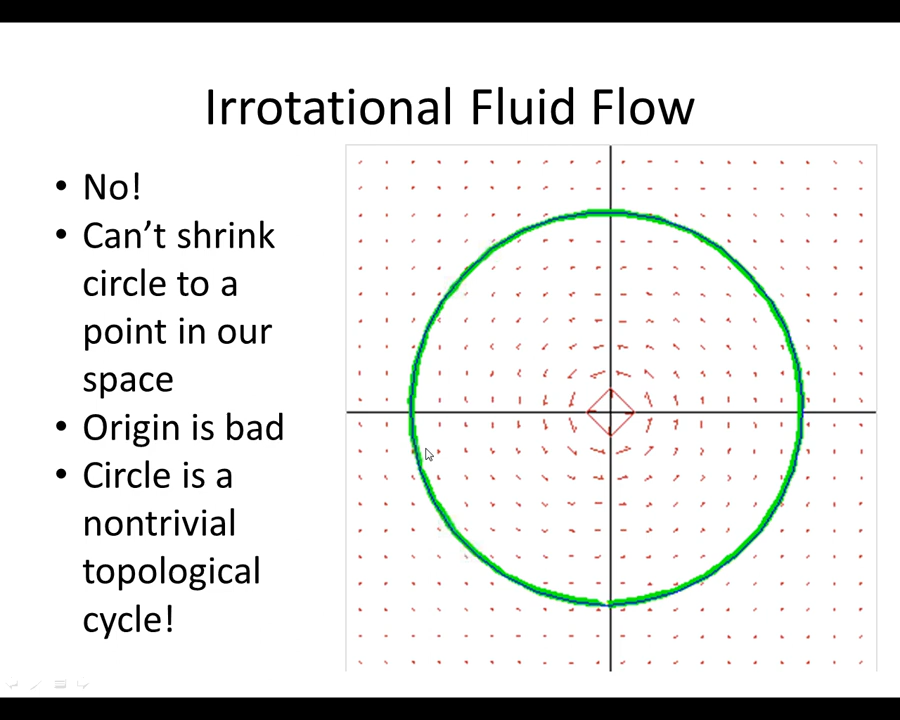 Irrotational Fluid Flow
• No!
• Can’t shrink
circle to a
point in our
space
• Origin is bad
• Circle is a
nontrivial
topological
cycle!